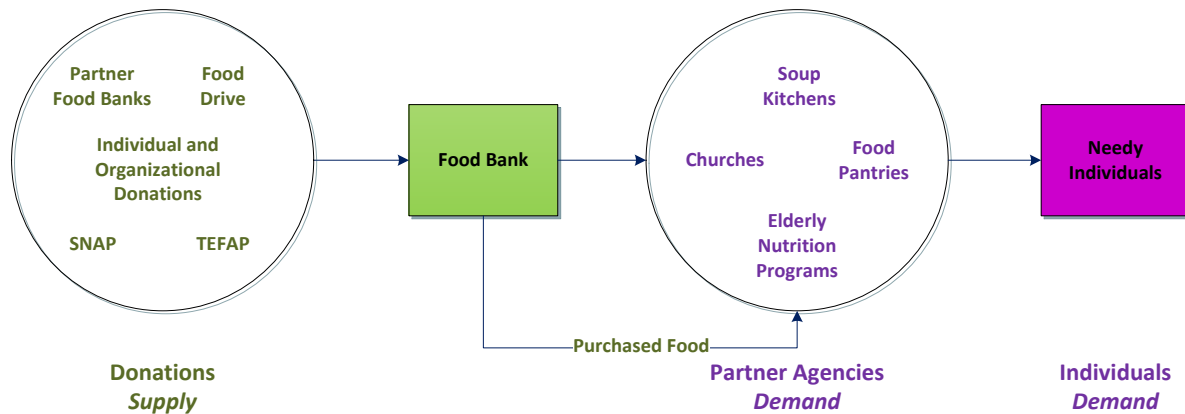 Partner
Food Banks
Food
Drive
Individual and
Organizational
Donations
SNAP
TEFAP
Food Bank
Soup
Kitchens
Churches
Food
Pantries
Elderly
Nutrition
Programs
Needy
Individuals
Purchased Food
Donations
Supply
Partner Agencies
Demand
Individuals
Demand